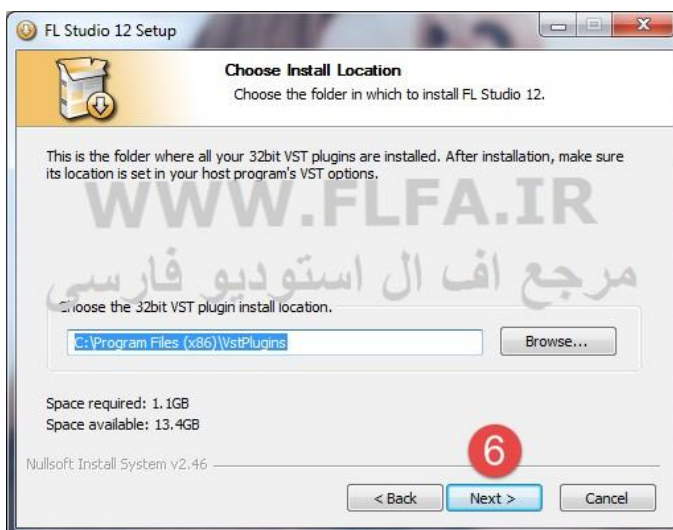 FL Studio 12 Setup
Choose Install Location
Choose the folder in which to install FL Studio 12.
This is the folder where all your 32bit VST plugins are installed. After installation, make sure
its location is set in your host program's VST options.
WWW.FLFA.IR
مرجع اف ال استودیو فارسی
Choose the 32bit VST plugin install location.
C:\Program Files (x86)\VstPlugins
Browse...
Space required: 1.1GB
Space available: 13.4GB
6
Nullsoft Install System v2.46
< Back Next > Cancel